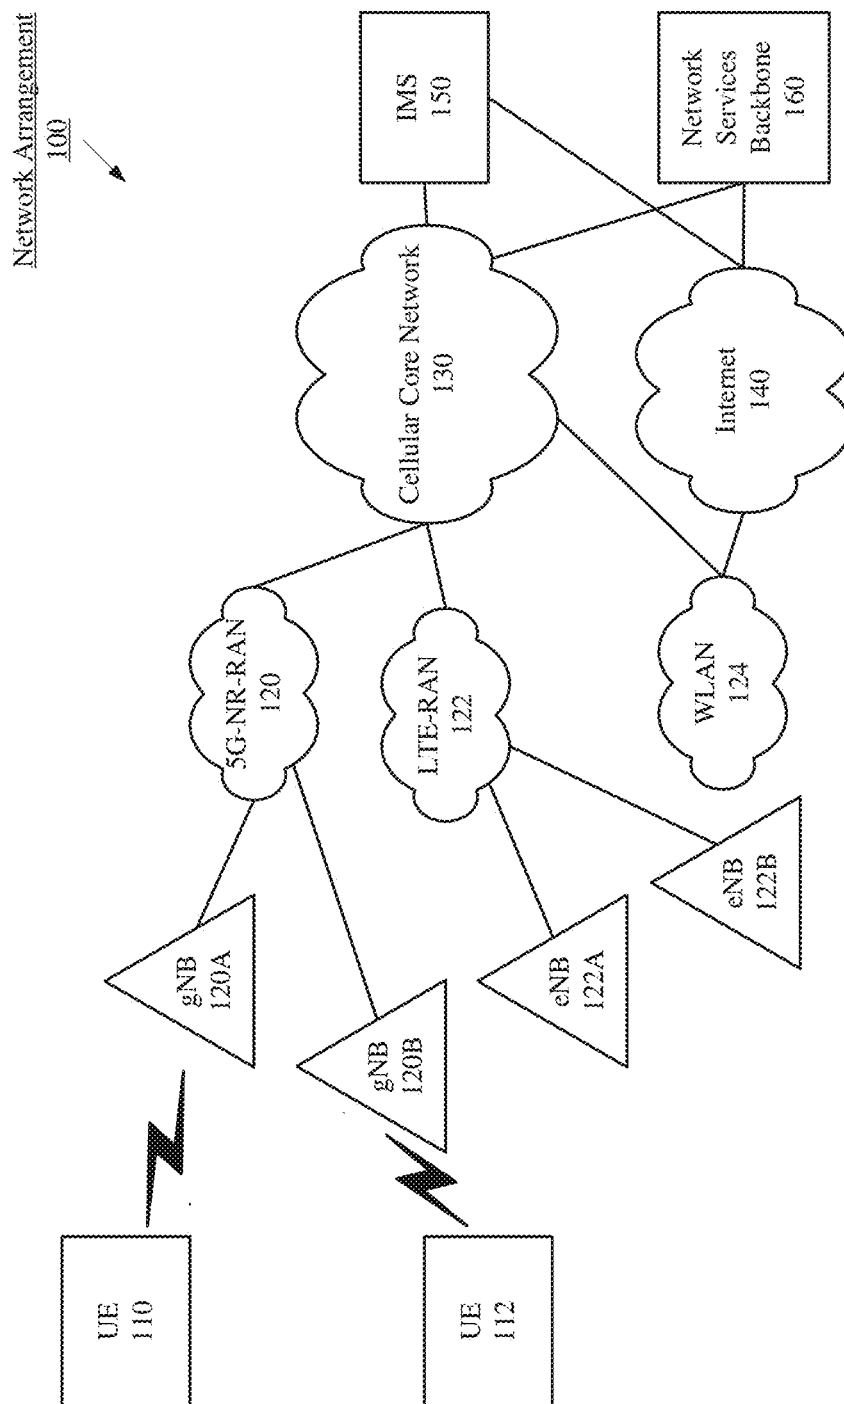 Network Arrangement
100
UE
110
UE
112
gNB
120A
gNB
120B
eNB
122A
eNB
122B
5G-NR-RAN
120
LTE-RAN
122
WLAN
124
Cellular Core Network
130
Internet
140
IMS
150
Network
Services
Backbone
160